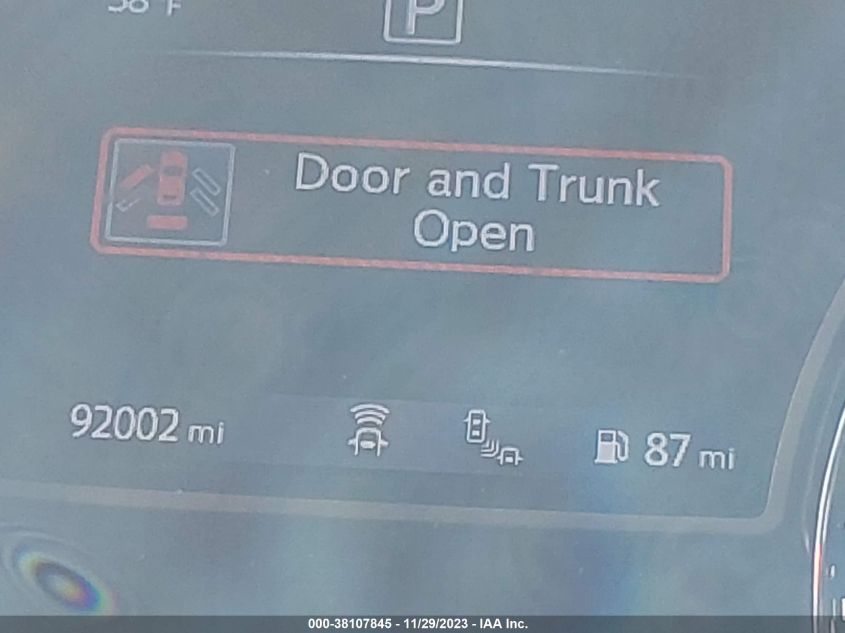 P
Door and Trunk
Open
92002 mi
87 mi
000-38107845 - 11/29/2023 - IAA Inc.